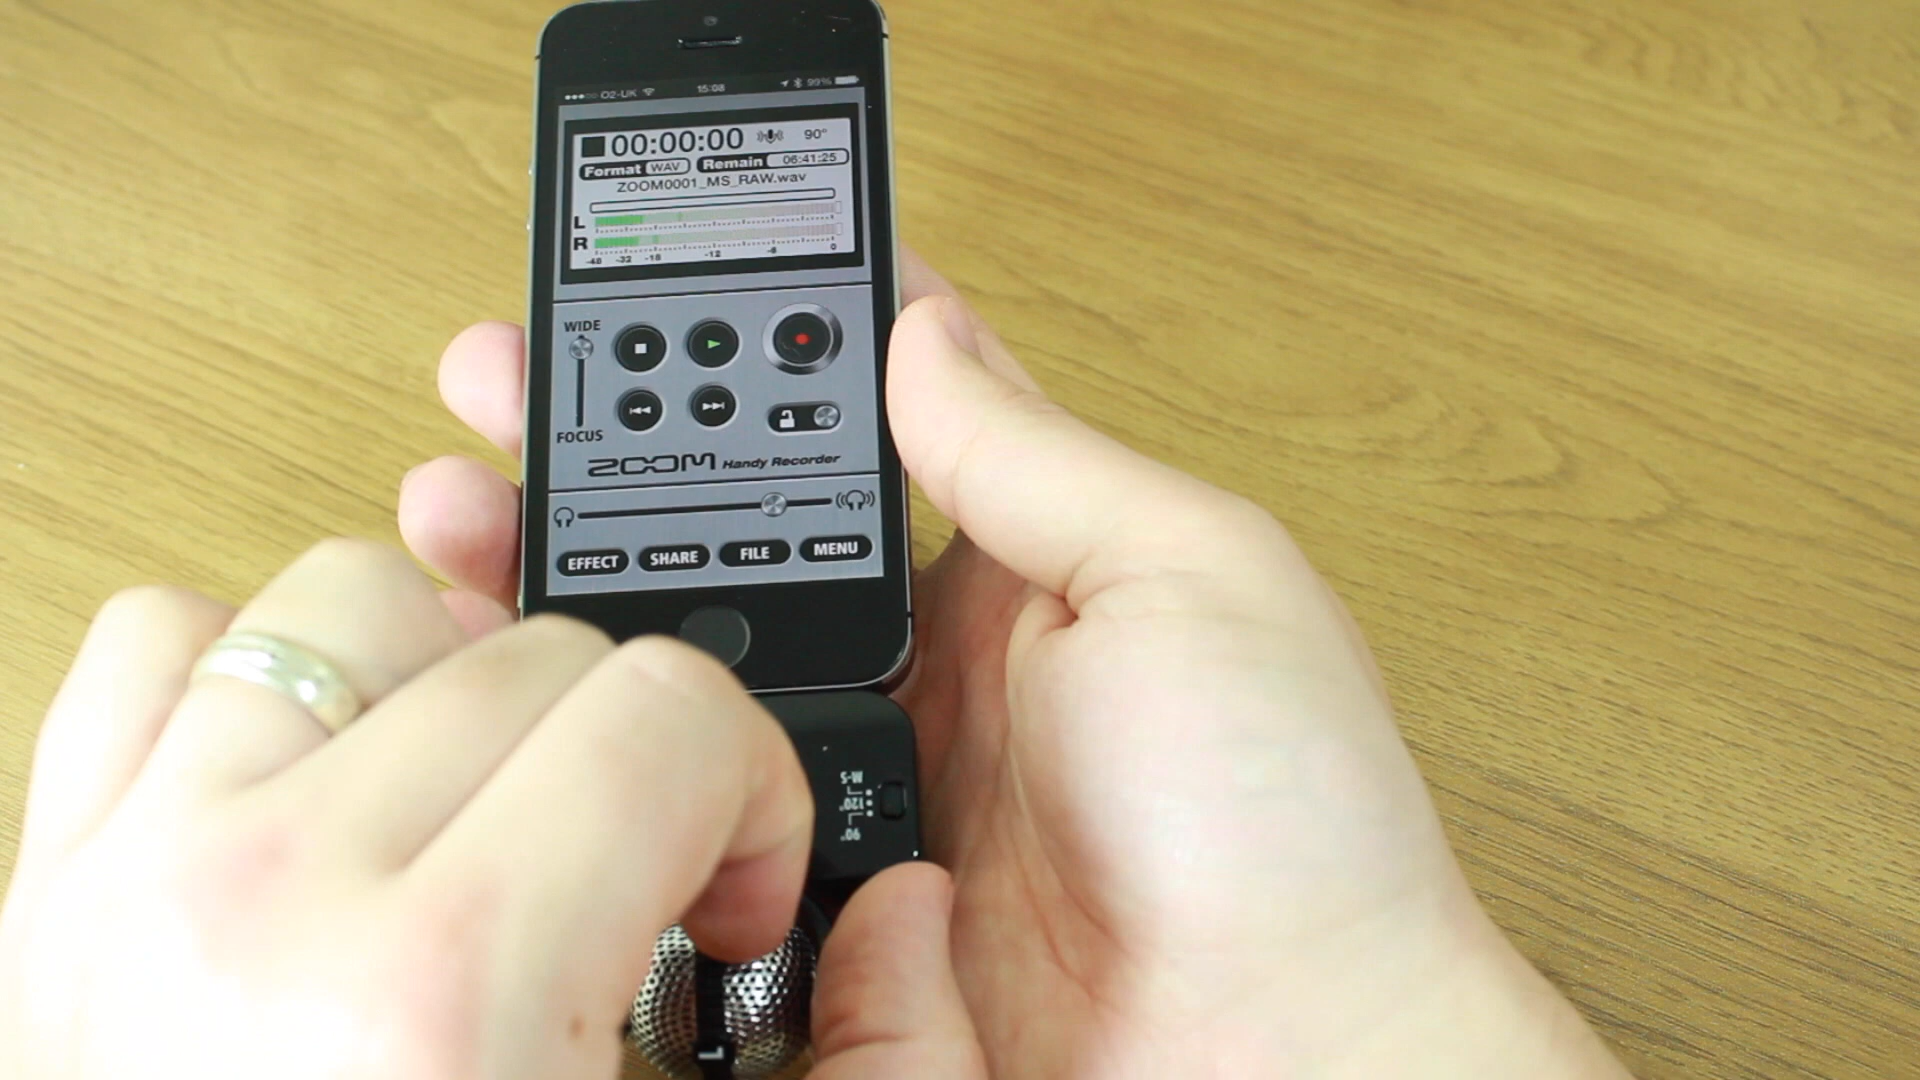 O2-UK 15:08 99%
00:00:00 90°
Format WAV Remain 06:41:25
ZOOM0001_MS_RAW.wav
L
R
-48 -32 -18 -12 -6 0
WIDE
FOCUS
ZOOM Handy Recorder
EFFECT SHARE FILE MENU
M-S
120°
90°
L